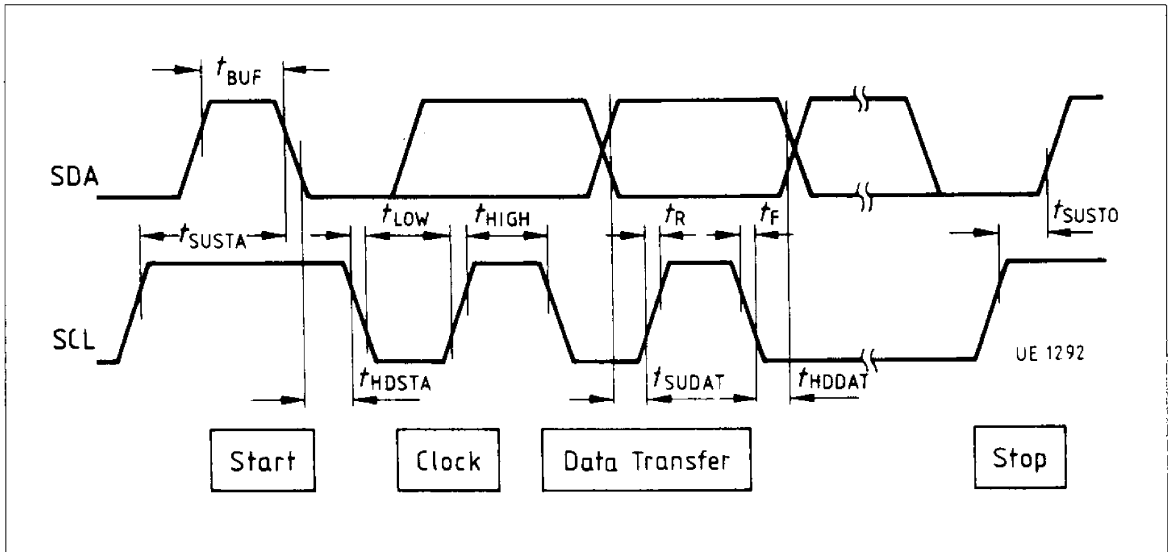 tBUF
SDA
tLOW
tHIGH
tR
tF
tSUSTO
tSUSTA
SCL
UE 1292
tHDSTA
tSUDAT
tHDDAT
Start
Clock
Data Transfer
Stop